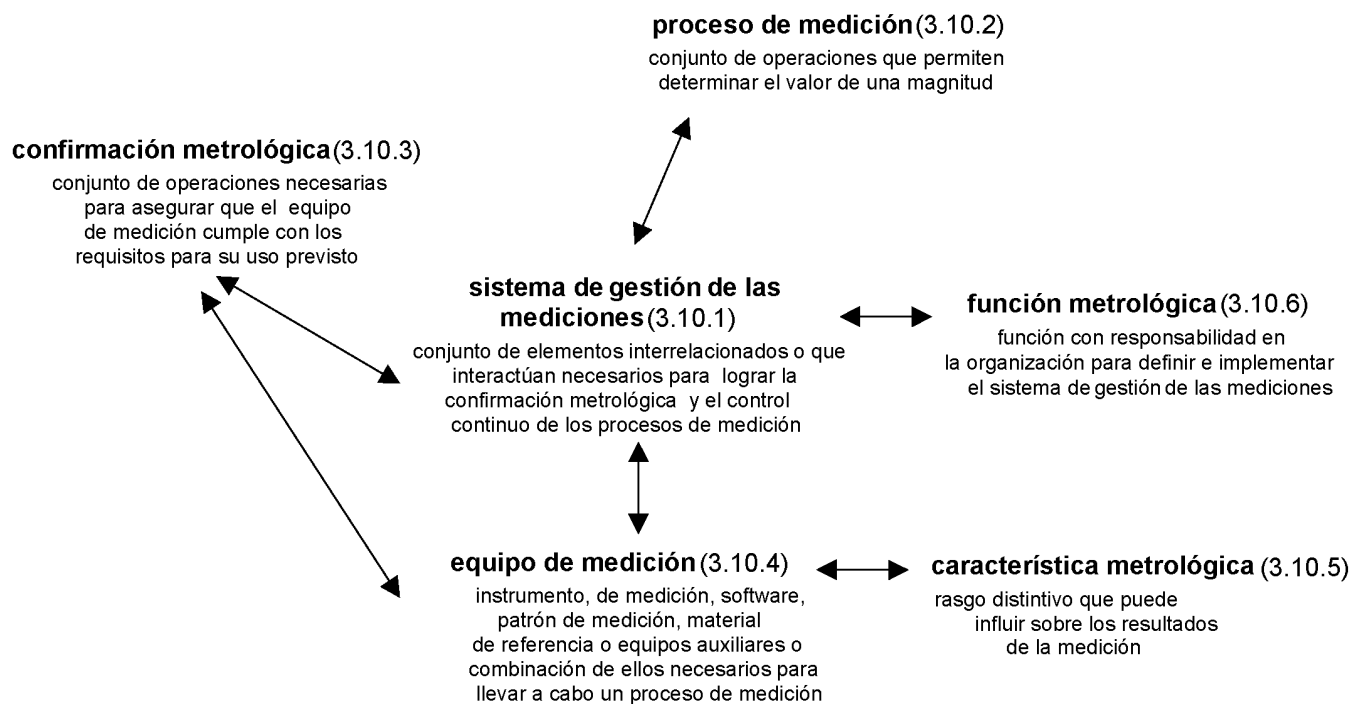 proceso de medición (3.10.2)
conjunto de operaciones que permiten
determinar el valor de una magnitud
confirmación metrológica (3.10.3)
conjunto de operaciones necesarias
para asegurar que el equipo
de medición cumple con los
requisitos para su uso previsto
sistema de gestión de las
mediciones (3.10.1)
conjunto de elementos interrelacionados o que
interactúan necesarios para lograr la
confirmación metrológica y el control
continuo de los procesos de medición
función metrológica (3.10.6)
función con responsabilidad en
la organización para definir e implementar
el sistema de gestión de las mediciones
equipo de medición (3.10.4)
instrumento, de medición, software,
patrón de medición, material
de referencia o equipos auxiliares o
combinación de ellos necesarios para
llevar a cabo un proceso de medición
característica metrológica (3.10.5)
rasgo distintivo que puede
influir sobre los resultados
de la medición